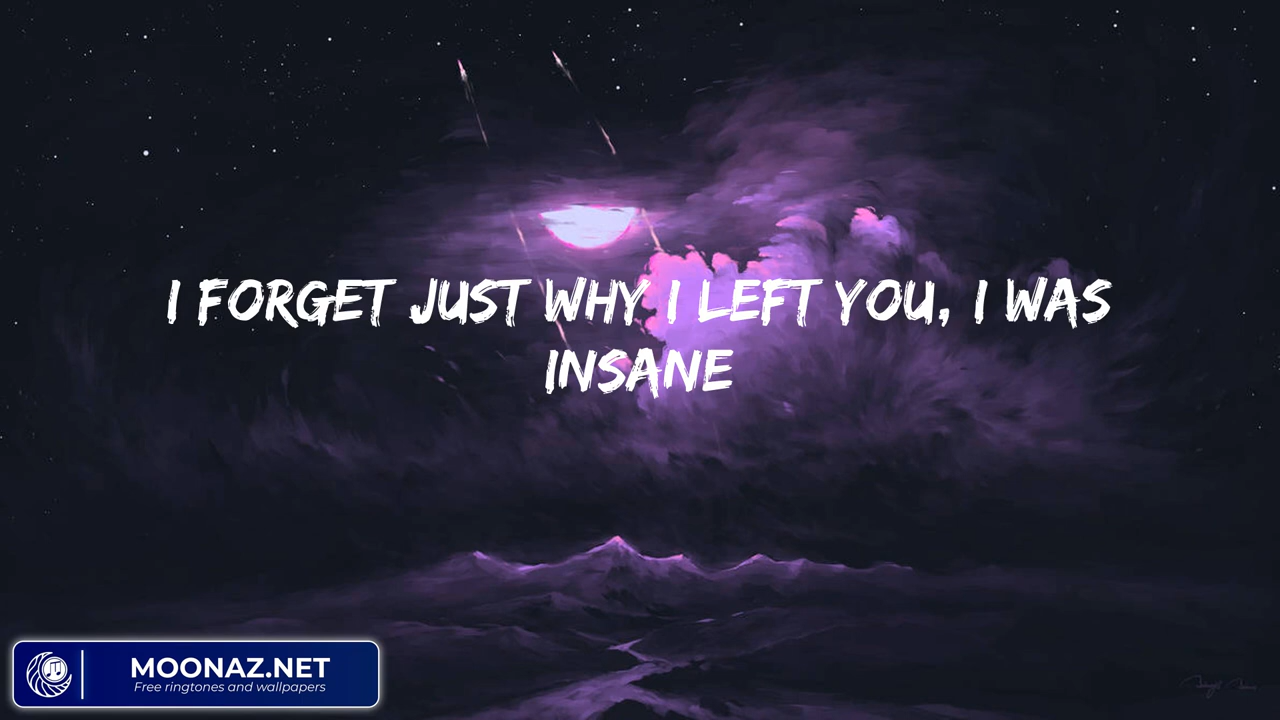 I FORGET JUST WHY I LEFT YOU, I WAS
INSANE
MOONAZ.NET
Free ringtones and wallpapers